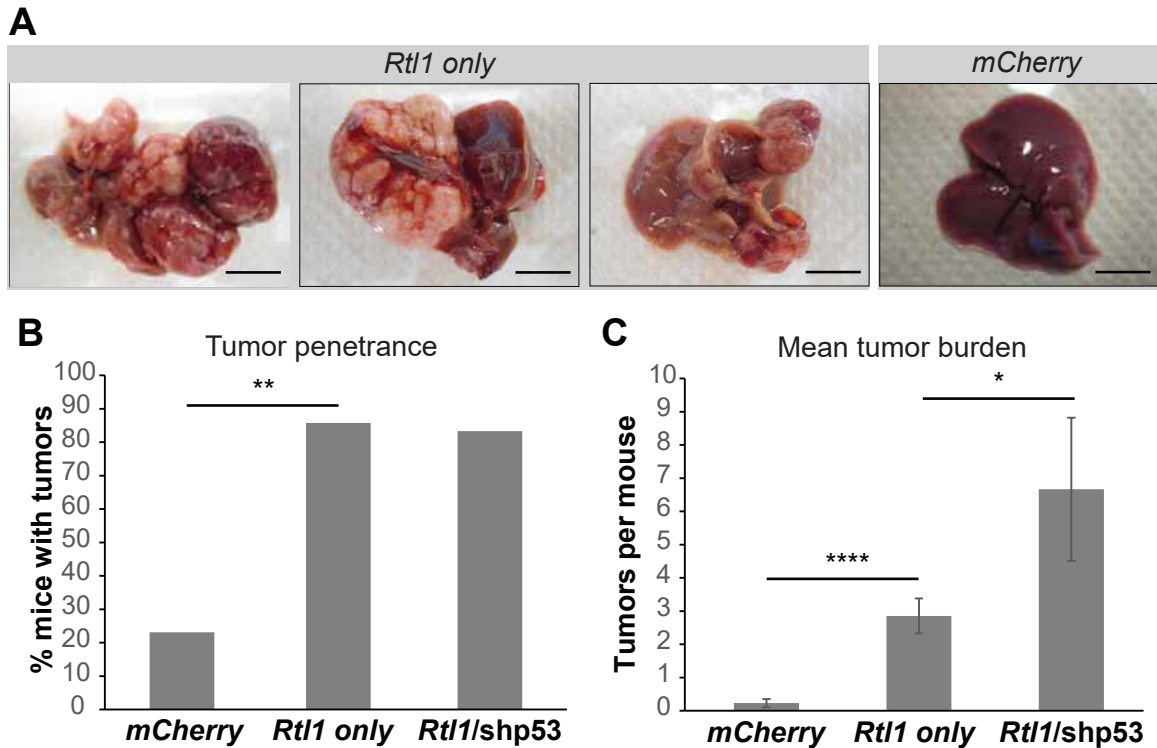 A
Rtl1 only
mCherry
B
Tumor penetrance
% mice with tumors
100
90
80
70
60
50
40
30
20
10
0
**
mCherry
Rtl1 only
Rtl1/shp53
C
Mean tumor burden
Tumors per mouse
10
9
8
7
6
5
4
3
2
1
0
****
*
mCherry
Rtl1 only
Rtl1/shp53